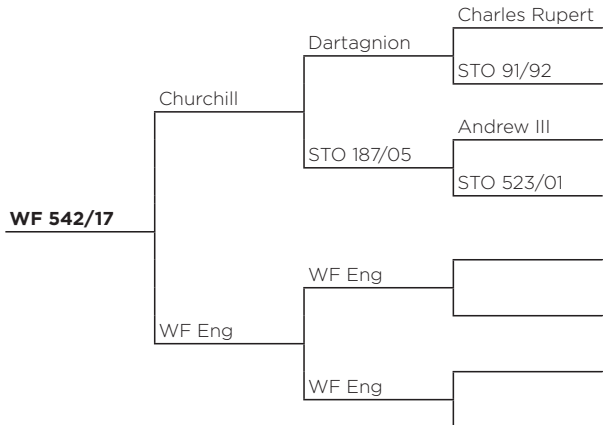 Charles Rupert
Dartagnion
STO 91/92
Churchill
Andrew III
STO 187/05
STO 523/01
WF 542/17
WF Eng
WF Eng
WF Eng